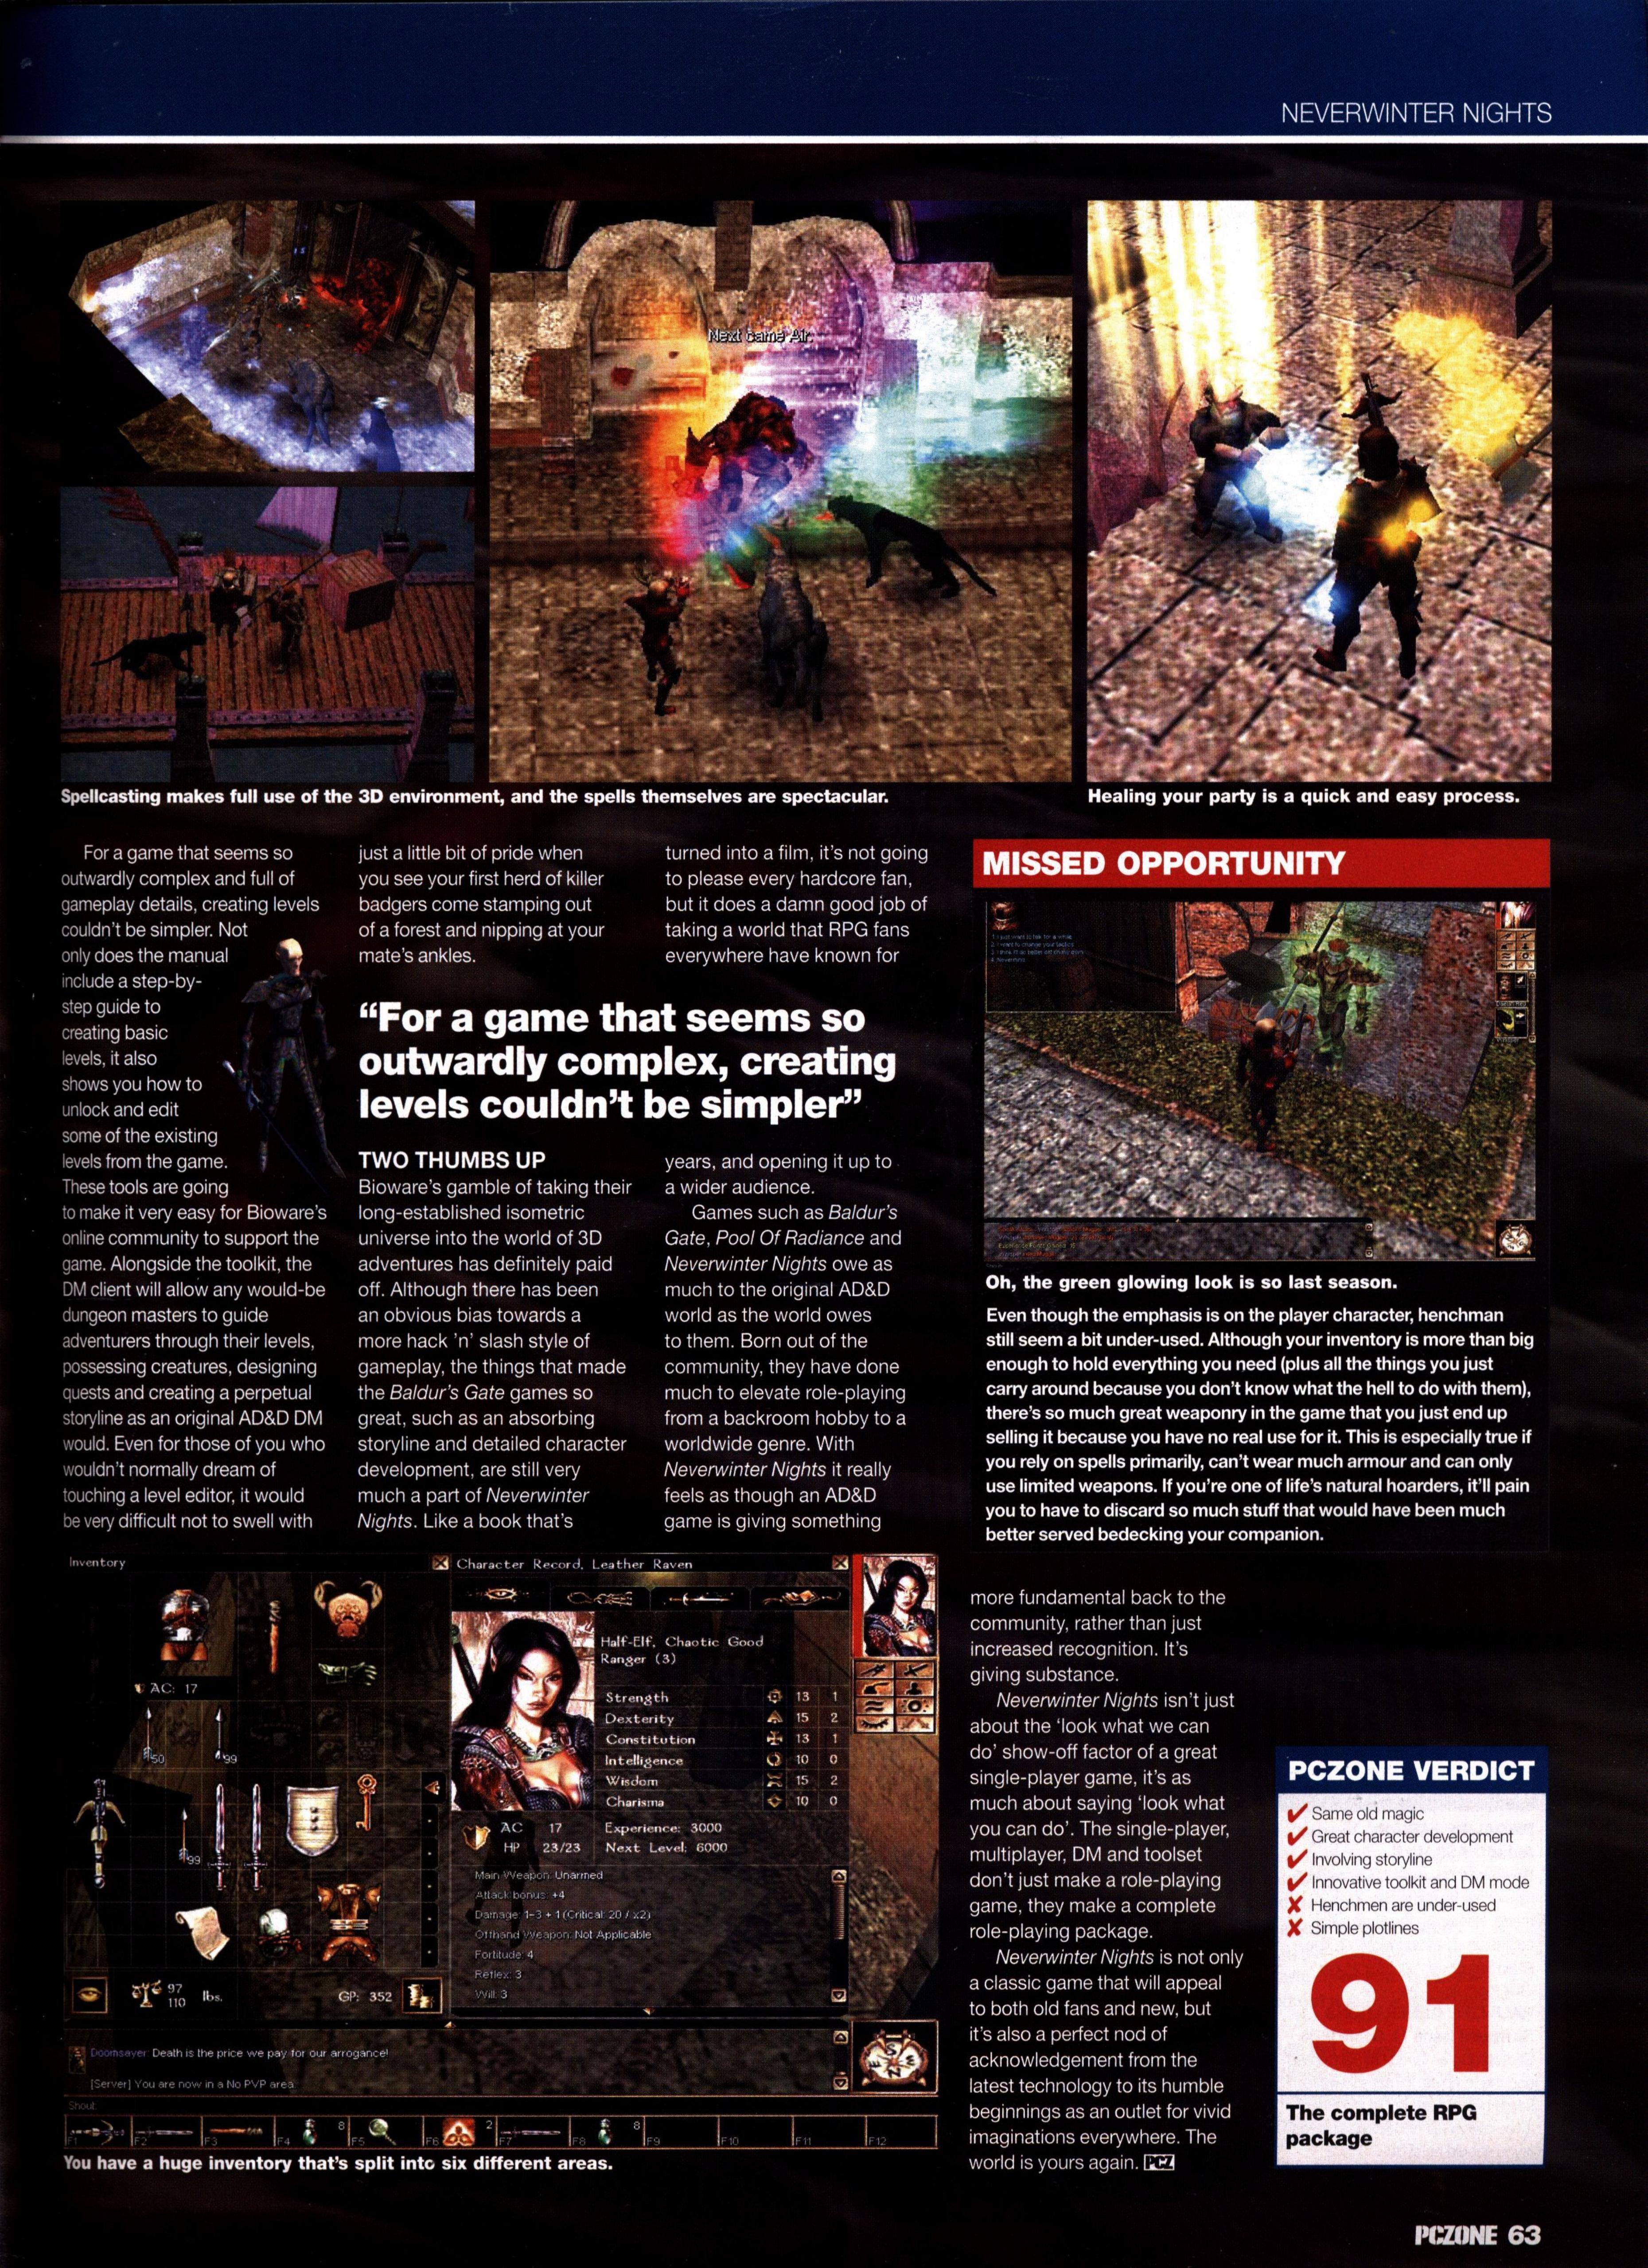 NEVERWINTER NIGHTS
Next came Air.
Spellcasting makes full use of the 3D environment, and the spells themselves are spectacular.
Healing your party is a quick and easy process.
For a game that seems so
outwardly complex and full of
gameplay details, creating levels
couldn't be simpler. Not
only does the manual
include a step-by-
step guide to
creating basic
levels, it also
shows you how to
unlock and edit
some of the existing
levels from the game.
These tools are going
to make it very easy for Bioware's
online community to support the
game. Alongside the toolkit, the
DM client will allow any would-be
dungeon masters to guide
adventurers through their levels,
possessing creatures, designing
quests and creating a perpetual
storyline as an original AD&D DM
would. Even for those of you who
wouldn't normally dream of
touching a level editor, it would
be very difficult not to swell with
just a little bit of pride when
you see your first herd of killer
badgers come stamping out
of a forest and nipping at your
mate's ankles.
"For a game that seems so
outwardly complex, creating
levels couldn't be simpler"
TWO THUMBS UP
Bioware's gamble of taking their
long-established isometric
universe into the world of 3D
adventures has definitely paid
off. Although there has been
an obvious bias towards a
more hack 'n' slash style of
gameplay, the things that made
the Baldur's Gate games so
great, such as an absorbing
storyline and detailed character
development, are still very
much a part of Neverwinter
Nights. Like a book that's
turned into a film, it's not going
to please every hardcore fan,
but it does a damn good job of
taking a world that RPG fans
everywhere have known for
years, and opening it up to
a wider audience.
Games such as Baldur's
Gate, Pool Of Radiance and
Neverwinter Nights owe as
much to the original AD&D
world as the world owes
to them. Born out of the
community, they have done
much to elevate role-playing
from a backroom hobby to a
worldwide genre. With
Neverwinter Nights it really
feels as though an AD&D
game is giving something
MISSED OPPORTUNITY
Oh, the green glowing look is so last season.
Even though the emphasis is on the player character, henchman
still seem a bit under-used. Although your inventory is more than big
enough to hold everything you need (plus all the things you just
carry around because you don't know what the hell to do with them),
there's so much great weaponry in the game that you just end up
selling it because you have no real use for it. This is especially true if
you rely on spells primarily, can't wear much armour and can only
use limited weapons. If you're one of life's natural hoarders, it'll pain
you to have to discard so much stuff that would have been much
better served bedecking your companion.
Inventory
AC: 17
50
99
99
97
110 lbs.
GP: 352
Character Record, Leather Raven
Half-Elf, Chaotic Good
Ranger (3)
Strength 13 1
Dexterity 15 2
Constitution 13 1
Intelligence 10 0
Wisdom 15 2
Charisma 10 0
AC 17 Experience: 3000
HP 23/23 Next Level: 6000
Main Weapon: Unarmed
Attack bonus: +4
Damage: 1-3 + 1 (Critical: 20 / x2)
Offhand Weapon: Not Applicable
Fortitude: 4
Reflex: 3
Will: 3
Doomsayer: Death is the price we pay for our arrogance!
[Server] You are now in a No PVP area.
Shout
F1 F2 F3 F4 8 F5 F6 2 F7 F8 8 F9 F10 F11 F12
You have a huge inventory that's split into six different areas.
more fundamental back to the
community, rather than just
increased recognition. It's
giving substance.
Neverwinter Nights isn't just
about the 'look what we can
do' show-off factor of a great
single-player game, it's as
much about saying 'look what
you can do'. The single-player,
multiplayer, DM and toolset
don't just make a role-playing
game, they make a complete
role-playing package.
Neverwinter Nights is not only
a classic game that will appeal
to both old fans and new, but
it's also a perfect nod of
acknowledgement from the
latest technology to its humble
beginnings as an outlet for vivid
imaginations everywhere. The
world is yours again. PCZ
PCZONE VERDICT
✔ Same old magic
✔ Great character development
✔ Involving storyline
✔ Innovative toolkit and DM mode
✘ Henchmen are under-used
✘ Simple plotlines
91
The complete RPG
package
PCZONE 63